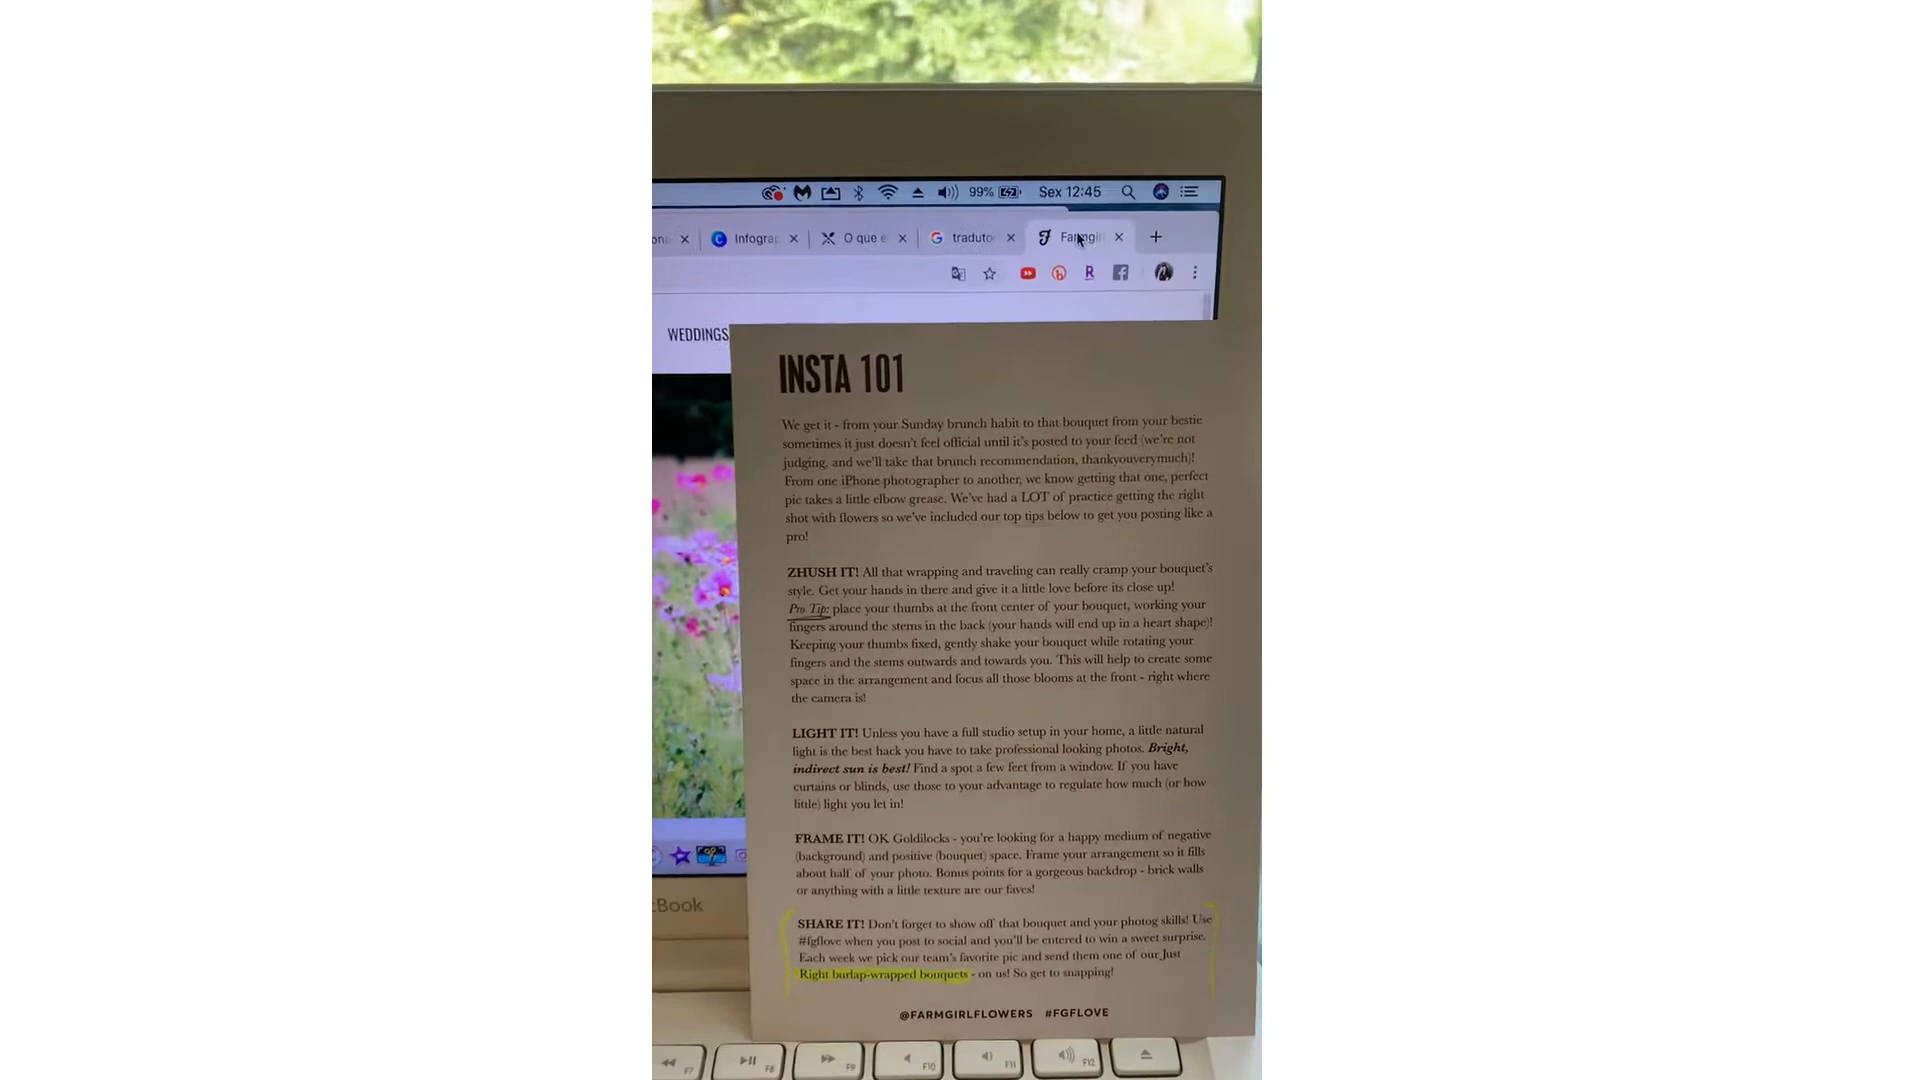 99% Sex 12:45
Infogra
O que e
traduto
Farmgi
R
WEDDINGS
INSTA 101
We get it - from your Sunday brunch habit to that bouquet from your bestie
sometimes it just doesn't feel official until it's posted to your feed (we're not
judging, and we'll take that brunch recommendation, thankyouverymuch)!
From one iPhone photographer to another, we know getting that one, perfect
pic takes a little elbow grease. We've had a LOT of practice getting the right
shot with flowers so we've included our top tips below to get you posting like a
pro!
ZHUSH IT! All that wrapping and traveling can really cramp your bouquet's
style. Get your hands in there and give it a little love before its close up!
Pro Tip: place your thumbs at the front center of your bouquet, working your
fingers around the stems in the back (your hands will end up in a heart shape)!
Keeping your thumbs fixed, gently shake your bouquet while rotating your
fingers and the stems outwards and towards you. This will help to create some
space in the arrangement and focus all those blooms at the front - right where
the camera is!
LIGHT IT! Unless you have a full studio setup in your home, a little natural
light is the best hack you have to take professional looking photos. Bright,
indirect sun is best! Find a spot a few feet from a window. If you have
curtains or blinds, use those to your advantage to regulate how much (or how
little) light you let in!
FRAME IT! OK Goldilocks - you're looking for a happy medium of negative
(background) and positive (bouquet) space. Frame your arrangement so it fills
about half of your photo. Bonus points for a gorgeous backdrop - brick walls
or anything with a little texture are our faves!
cBook
SHARE IT! Don't forget to show off that bouquet and your photog skills! Use
#fgflove when you post to social and you'll be entered to win a sweet surprise.
Each week we pick our team's favorite pic and send them one of our Just
Right burlap-wrapped bouquets - on us! So get to snapping!
@FARMGIRLFLOWERS #FGFLOVE
F7 F8 F9 F10 F11 F12